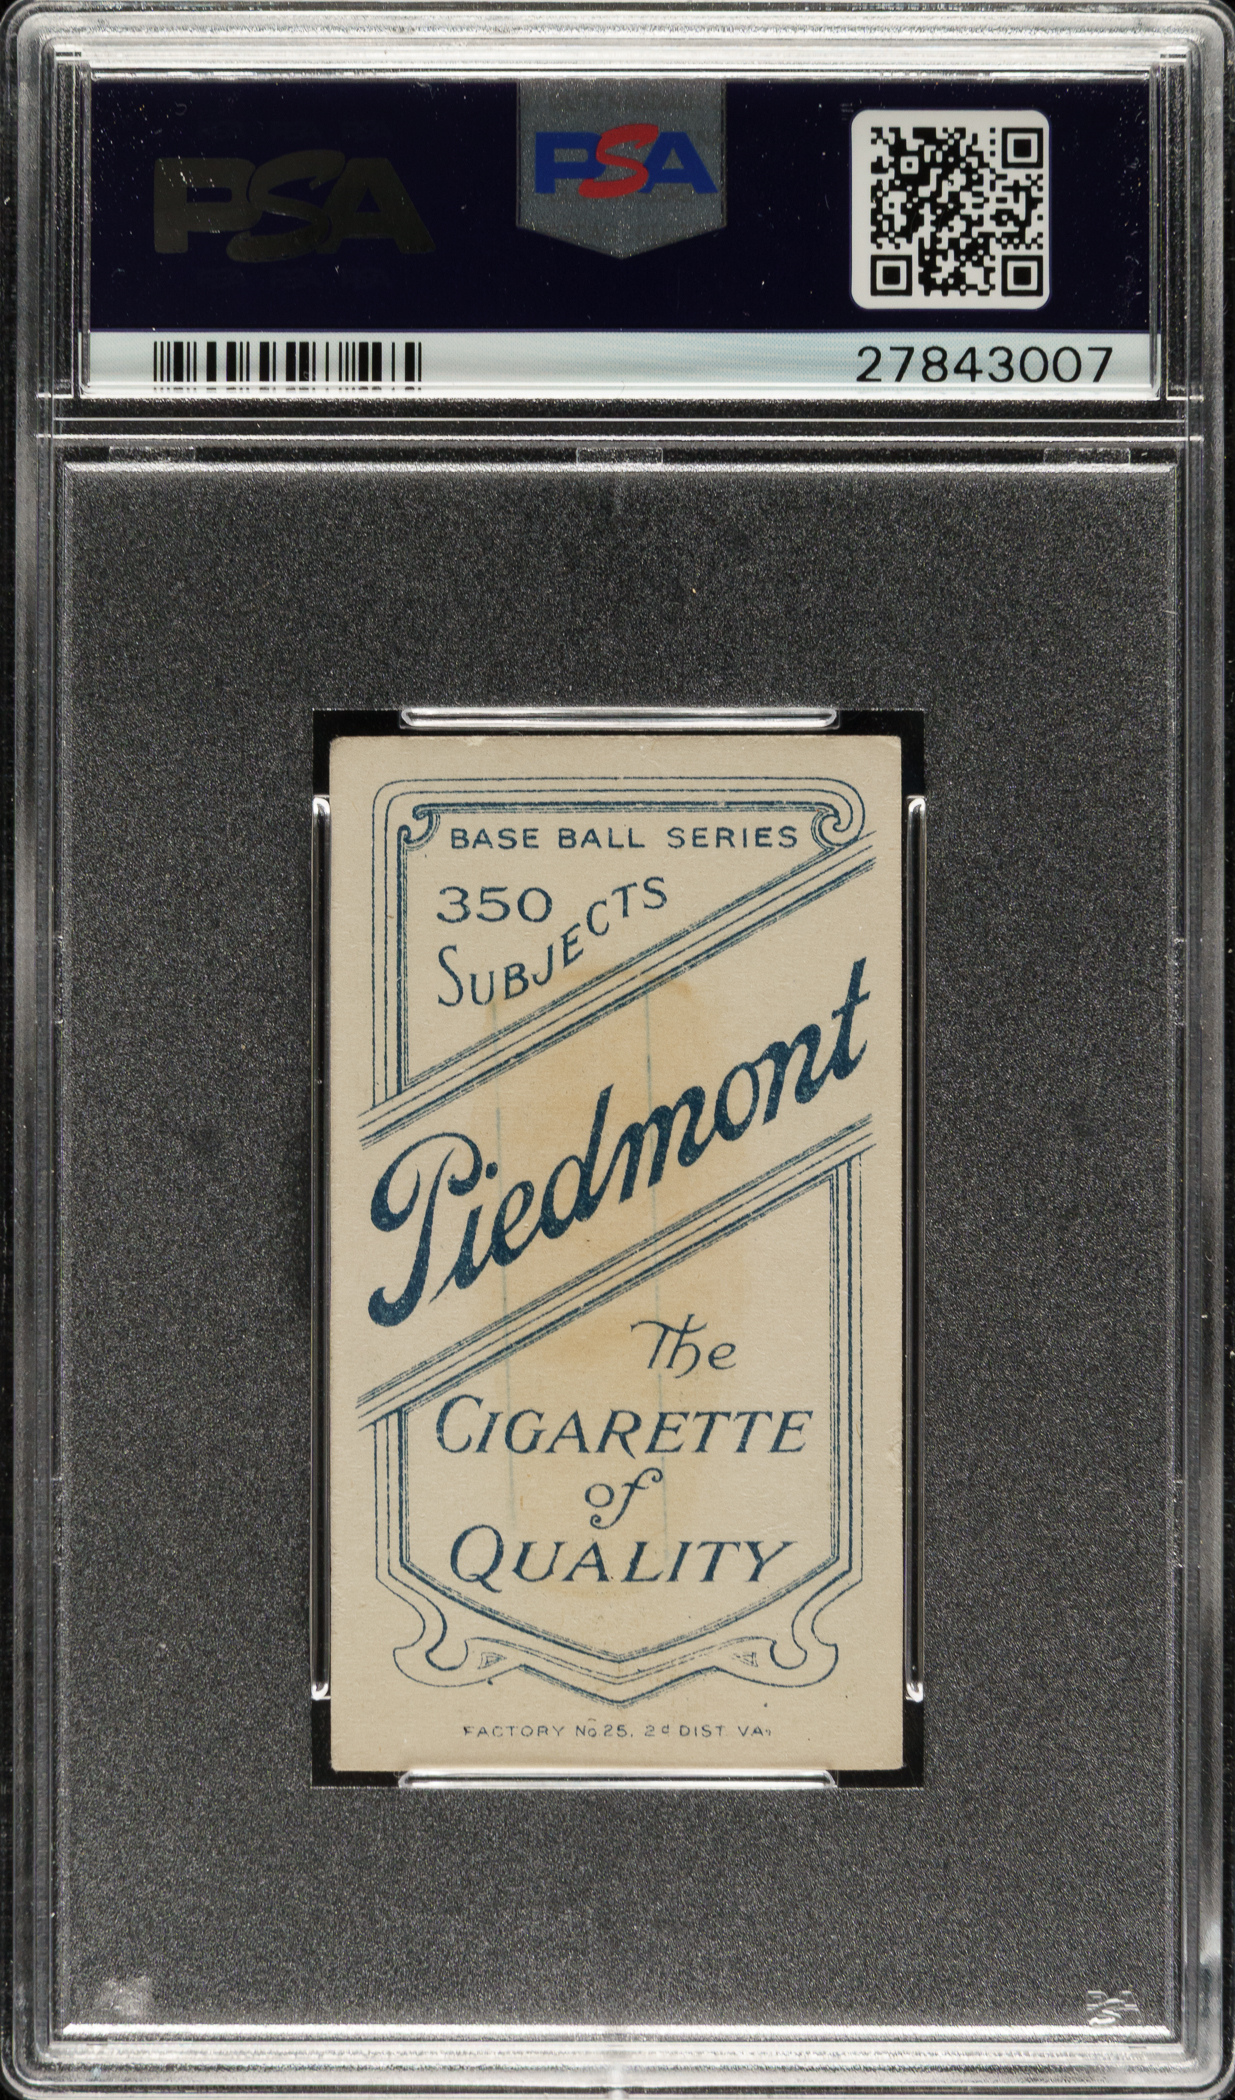 PSA
PSA
27843007
BASE BALL SERIES
350
SUBJECTS
Piedmont
The
CIGARETTE
of
QUALITY
FACTORY No 25, 2d DIST. VA.
PSA